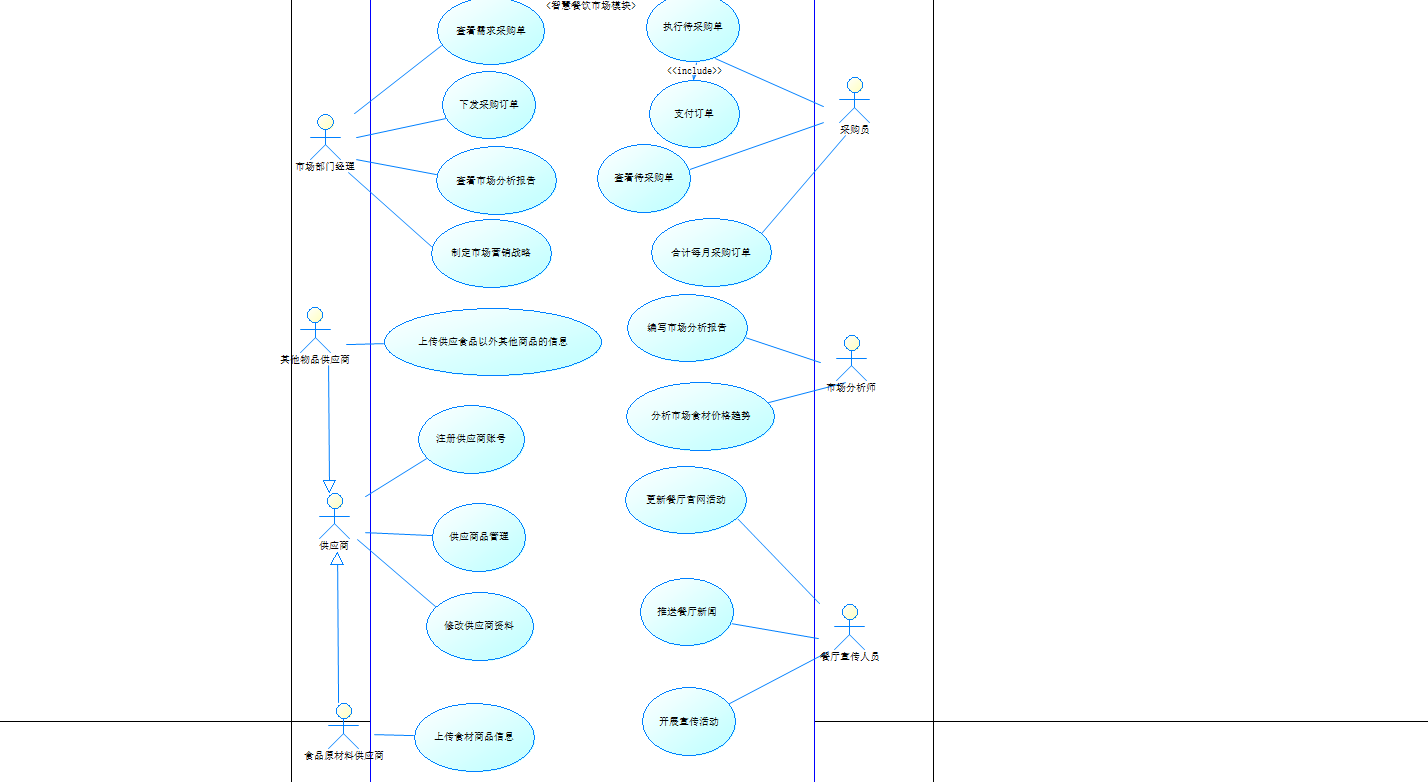 <智慧餐饮市场模块>
查看需求采购单
执行待采购单
<<include>>
下发采购订单
支付订单
采购员
市场部门经理
查看市场分析报告
查看待采购单
制定市场营销战略
合计每月采购订单
编写市场分析报告
上传供应食品以外其他商品的信息
其他物品供应商
市场分析师
分析市场食材价格趋势
注册供应商账号
更新餐厅官网活动
供应商品管理
供应商
推送餐厅新闻
修改供应商资料
餐厅宣传人员
开展宣传活动
上传食材商品信息
食品原材料供应商